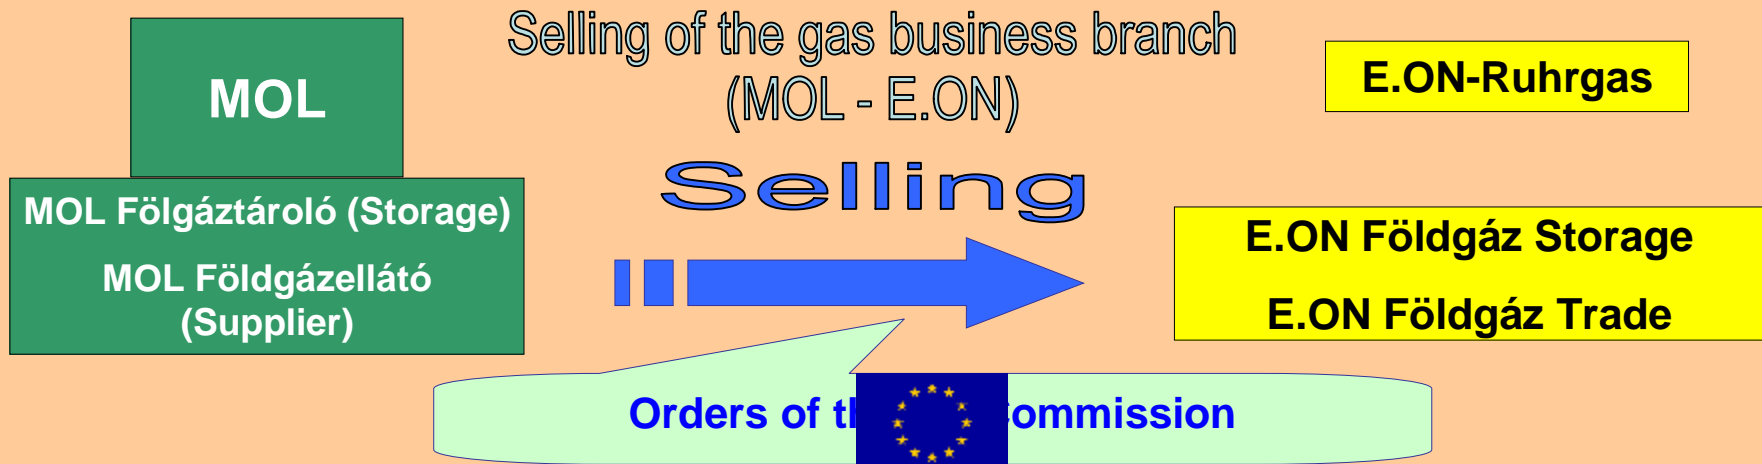 Selling of the gas business branch
(MOL - E.ON)
MOL
E.ON-Ruhrgas
Selling
MOL Fölgáztároló (Storage)
MOL Földgázellátó
(Supplier)
E.ON Földgáz Storage
E.ON Földgáz Trade
Orders of ommission